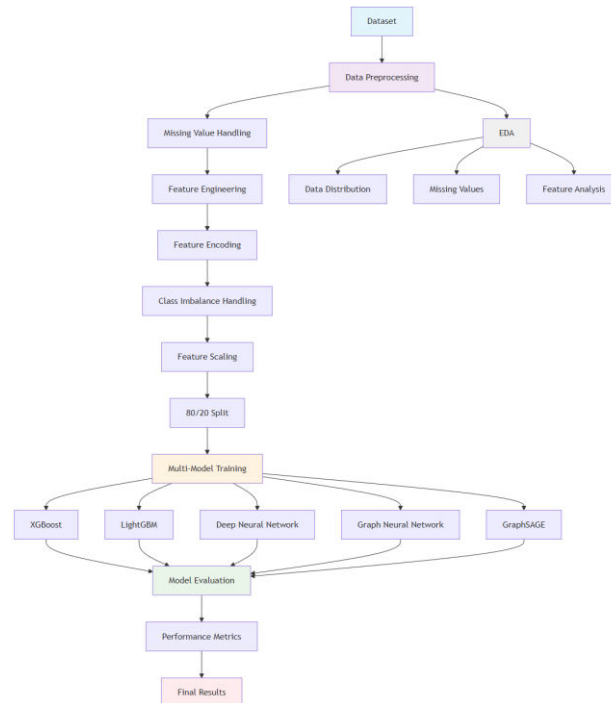 Dataset
Data Preprocessing
Missing Value Handling
EDA
Feature Engineering
Data Distribution
Missing Values
Feature Analysis
Feature Encoding
Class Imbalance Handling
Feature Scaling
80/20 Split
Multi-Model Training
XGBoost
LightGBM
Deep Neural Network
Graph Neural Network
GraphSAGE
Model Evaluation
Performance Metrics
Final Results